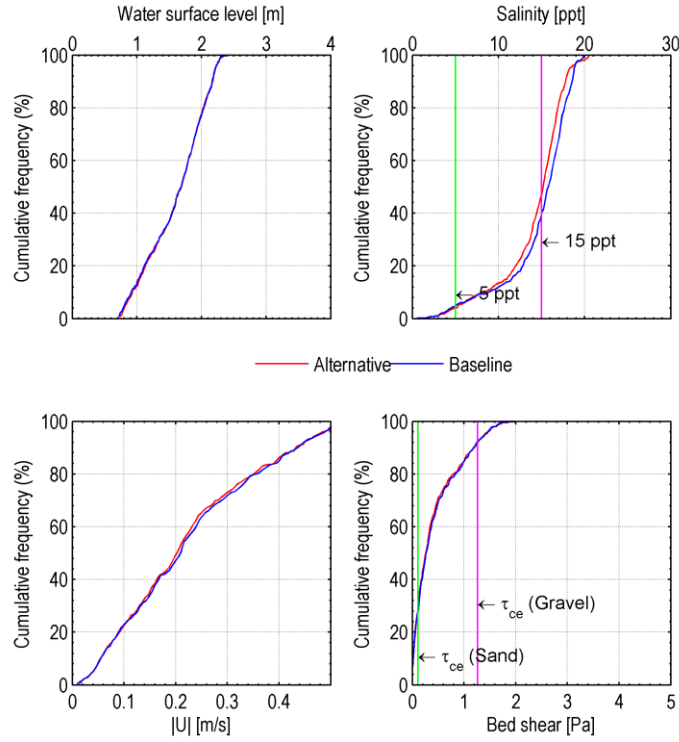 Water surface level [m]
Salinity [ppt]
0 1 2 3 4
0 10 20 30
100
80
60
40
20
0
Cumulative frequency (%)
100
80
60
40
20
0
Cumulative frequency (%)
← 15 ppt
← 5 ppt
Alternative
Baseline
100
80
60
40
20
0
Cumulative frequency (%)
100
80
60
40
20
0
Cumulative frequency (%)
← τce (Gravel)
← τce (Sand)
0 0.1 0.2 0.3 0.4
0 1 2 3 4 5
|U| [m/s]
Bed shear [Pa]